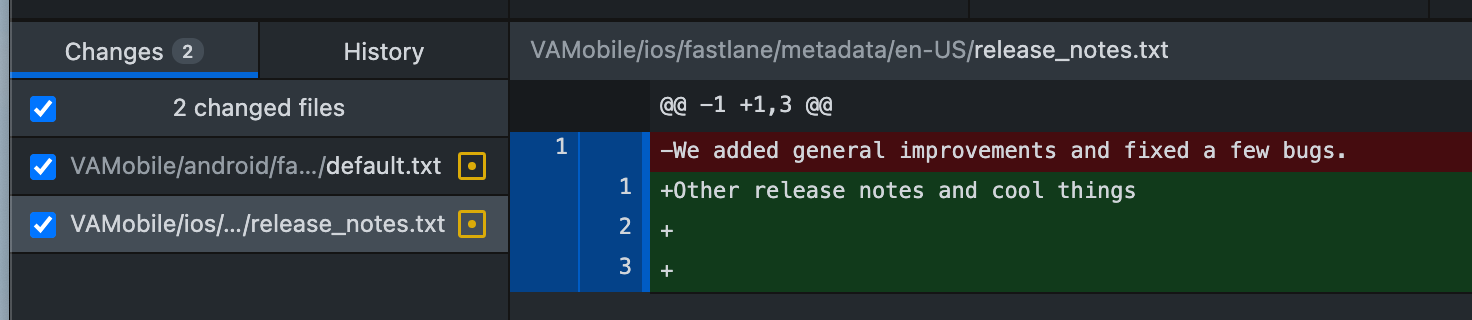 Changes 2
History
2 changed files
VAMobile/android/fa.../default.txt
VAMobile/ios/.../release_notes.txt
VAMobile/ios/fastlane/metadata/en-US/release_notes.txt
@@ -1 +1,3 @@
1 -We added general improvements and fixed a few bugs.
1 +Other release notes and cool things
2 +
3 +